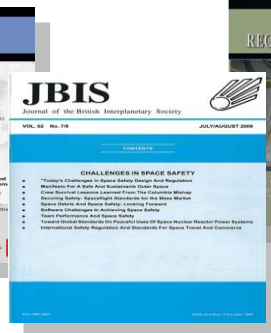 REG
JBIS
Journal of the British Interplanetary Society
VOL. 62 No. 7/8 JULY/AUGUST 2009
CONTENTS
CHALLENGES IN SPACE SAFETY
"Today's Challenges in Space Safety Design And Regulation
Manifesto For A Safe And Sustainable Outer Space
Crew Survival Lessons Learned From The Columbia Mishap
Securing Safety: Spaceflight Standards for the Mass Market
Space Debris And Space Safety: Looking Forward
Software Challenges in Achieving Space Safety
Team Performance And Space Safety
Toward Global Standards On Peaceful Uses Of Space Nuclear Reactor Power Systems
International Safety Regulation And Standards For Space Travel And Commerce